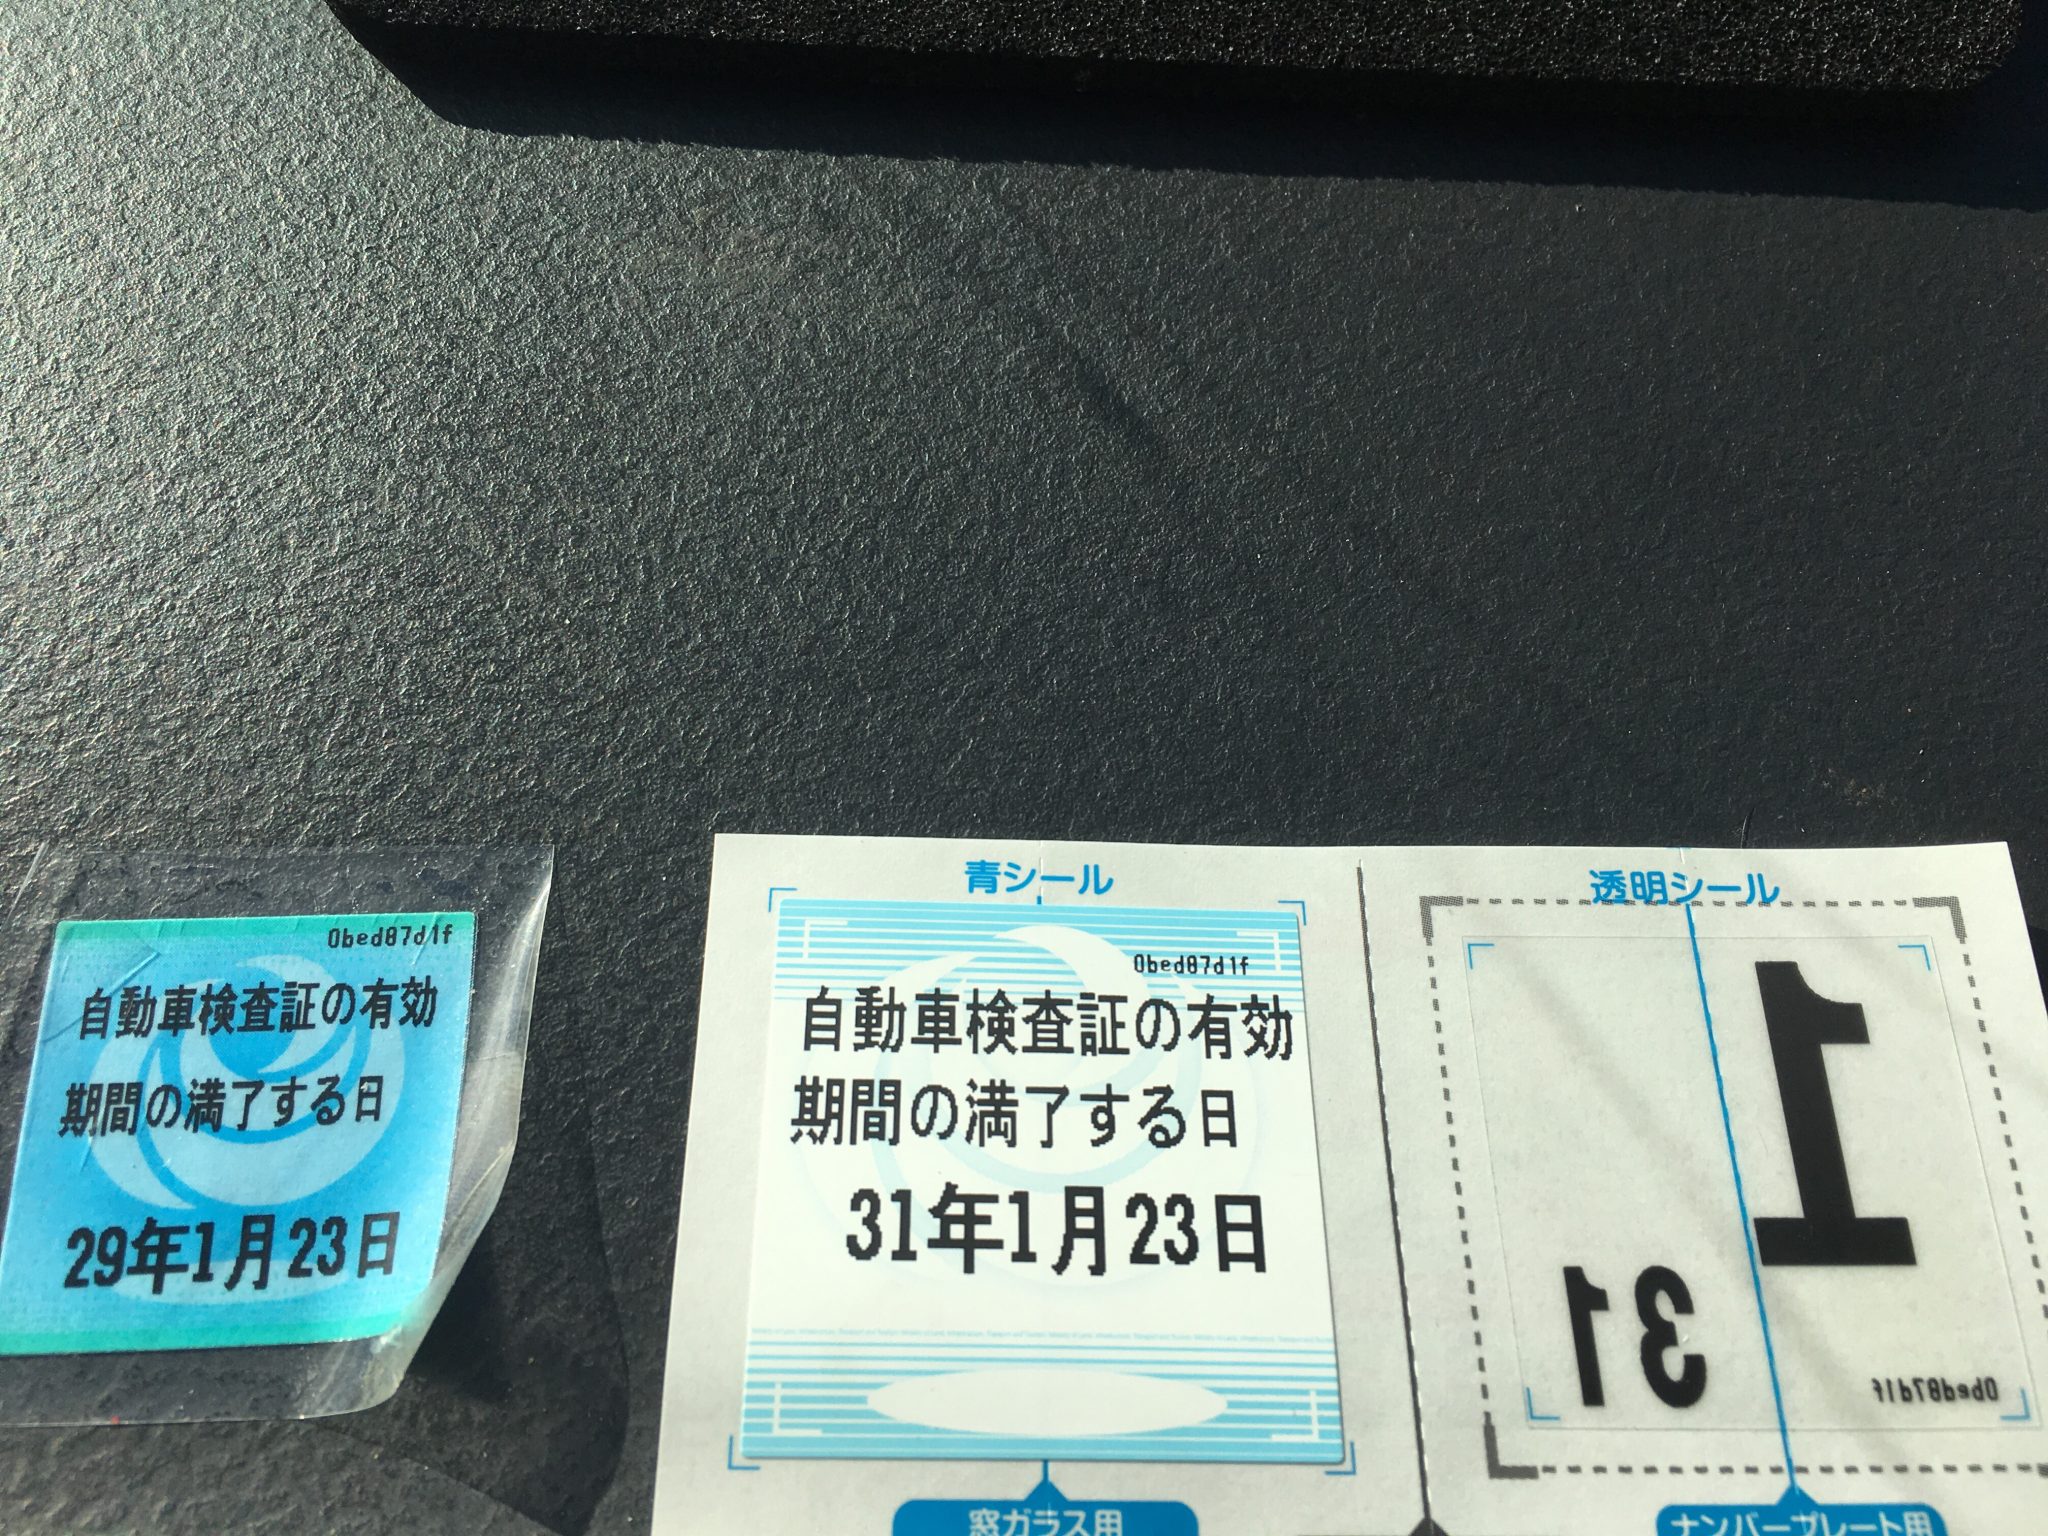 0bed87d1f
自動車検査証の有効
期間の満了する日
29年1月23日
青シール
0bed87d1f
自動車検査証の有効
期間の満了する日
31年1月23日
窓ガラス用
透明シール
1
31
0bed87d1f
ナンバープレート用